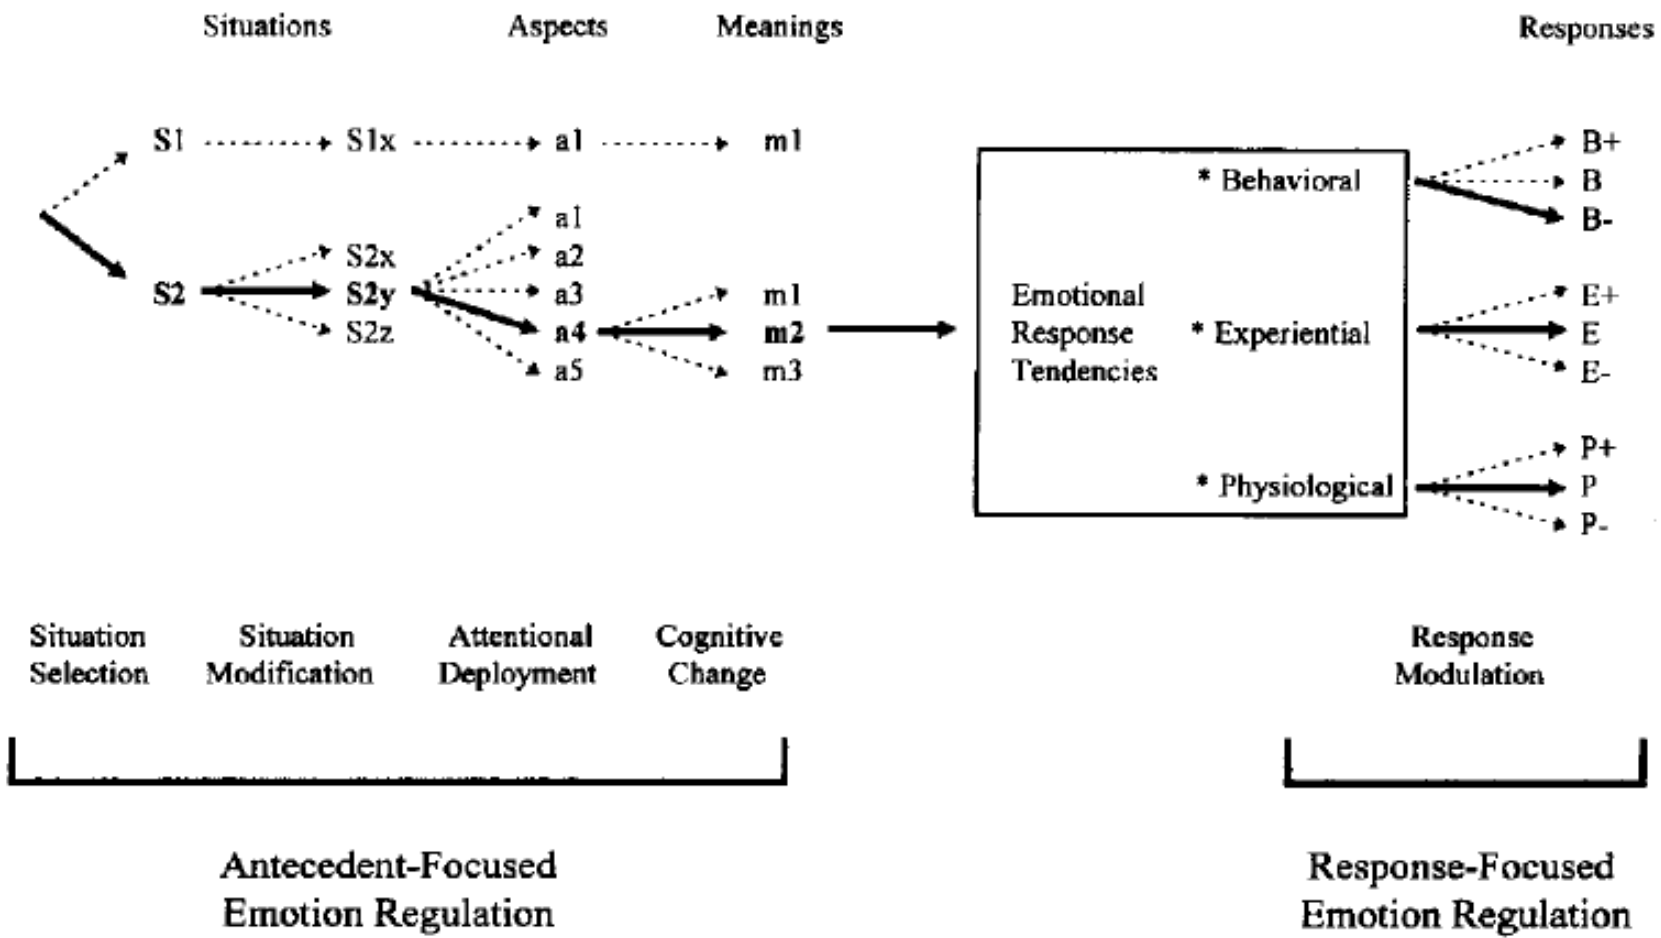 Situations Aspects Meanings Responses
S1 S1x a1 m1 B+
* Behavioral B
a1 B-
S2x a2
S2 S2y a3 m1 Emotional E+
S2z a4 m2 Response * Experiential E
a5 m3 Tendencies E-
P+
* Physiological P
P-
Situation Situation Attentional Cognitive Response
Selection Modification Deployment Change Modulation
Antecedent-Focused Response-Focused
Emotion Regulation Emotion Regulation